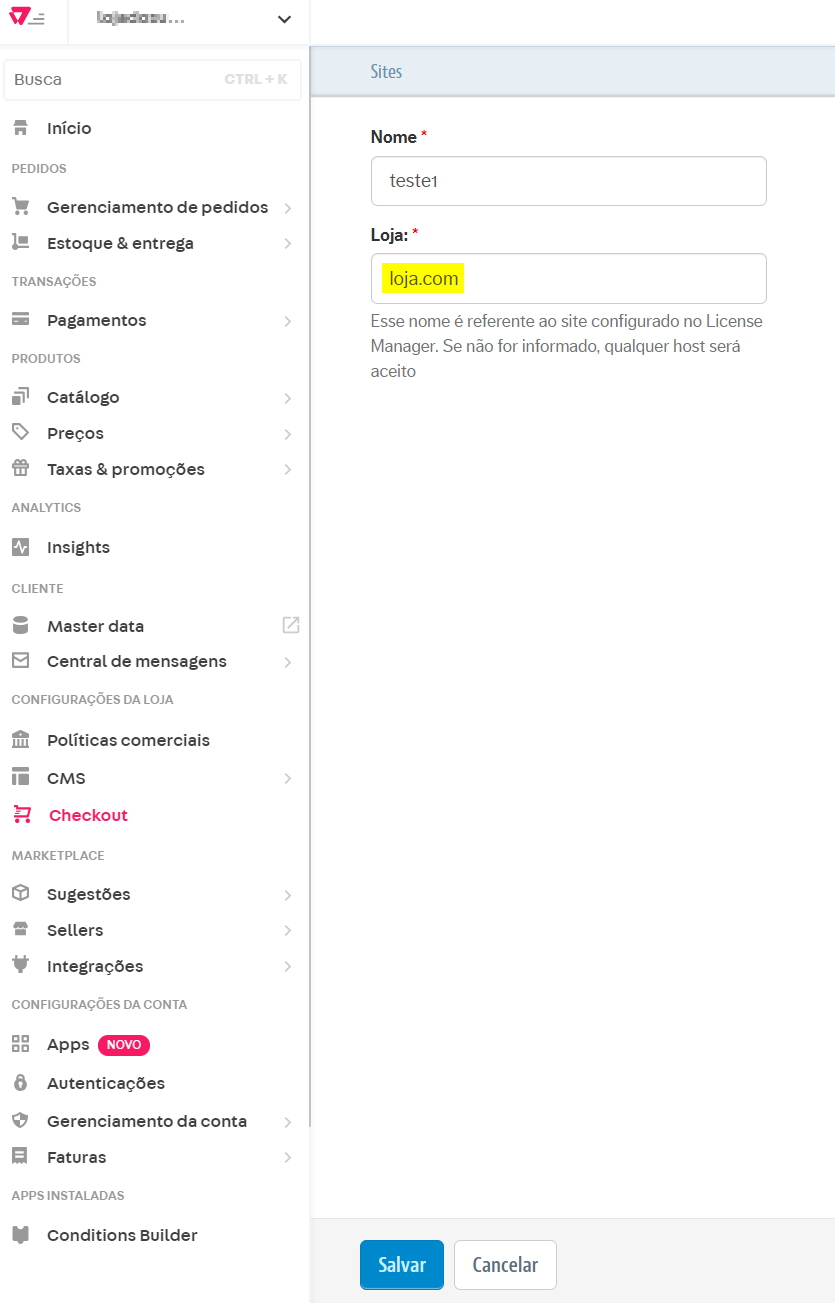 Busca CTRL + K
Início
PEDIDOS
Gerenciamento de pedidos
Estoque & entrega
TRANSAÇÕES
Pagamentos
PRODUTOS
Catálogo
Preços
Taxas & promoções
ANALYTICS
Insights
CLIENTE
Master data
Central de mensagens
CONFIGURAÇÕES DA LOJA
Políticas comerciais
CMS
Checkout
MARKETPLACE
Sugestões
Sellers
Integrações
CONFIGURAÇÕES DA CONTA
Apps NOVO
Autenticações
Gerenciamento da conta
Faturas
APPS INSTALADAS
Conditions Builder
Sites
Nome *
teste1
Loja: *
loja.com
Esse nome é referente ao site configurado no License
Manager. Se não for informado, qualquer host será
aceito
Salvar Cancelar